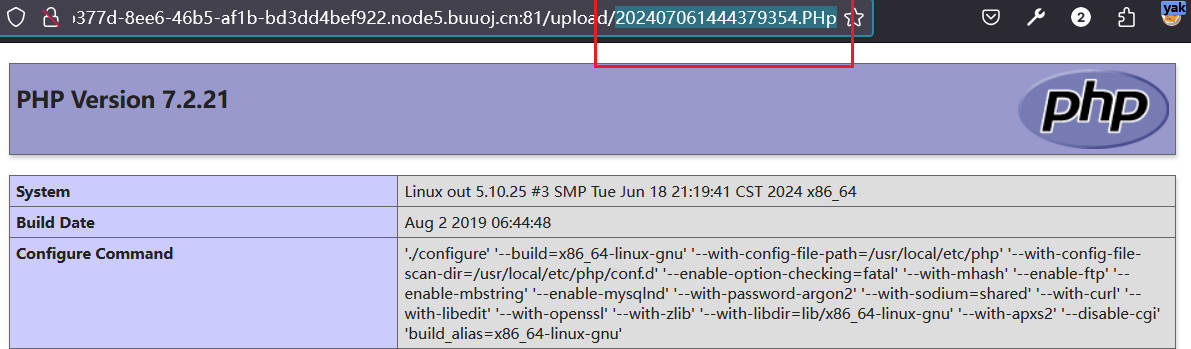 ɔ377d-8ee6-46b5-af1b-bd3dd4bef922.node5.buuoj.cn:81/upload/202407061444379354.PHp
2
yak
PHP Version 7.2.21
php
System Linux out 5.10.25 #3 SMP Tue Jun 18 21:19:41 CST 2024 x86_64
Build Date Aug 2 2019 06:44:48
Configure Command './configure' '--build=x86_64-linux-gnu' '--with-config-file-path=/usr/local/etc/php' '--with-config-file-
scan-dir=/usr/local/etc/php/conf.d' '--enable-option-checking=fatal' '--with-mhash' '--enable-ftp' '--
enable-mbstring' '--enable-mysqlnd' '--with-password-argon2' '--with-sodium=shared' '--with-curl' '--
with-libedit' '--with-openssl' '--with-zlib' '--with-libdir=lib/x86_64-linux-gnu' '--with-apxs2' '--disable-cgi'
'build_alias=x86_64-linux-gnu'